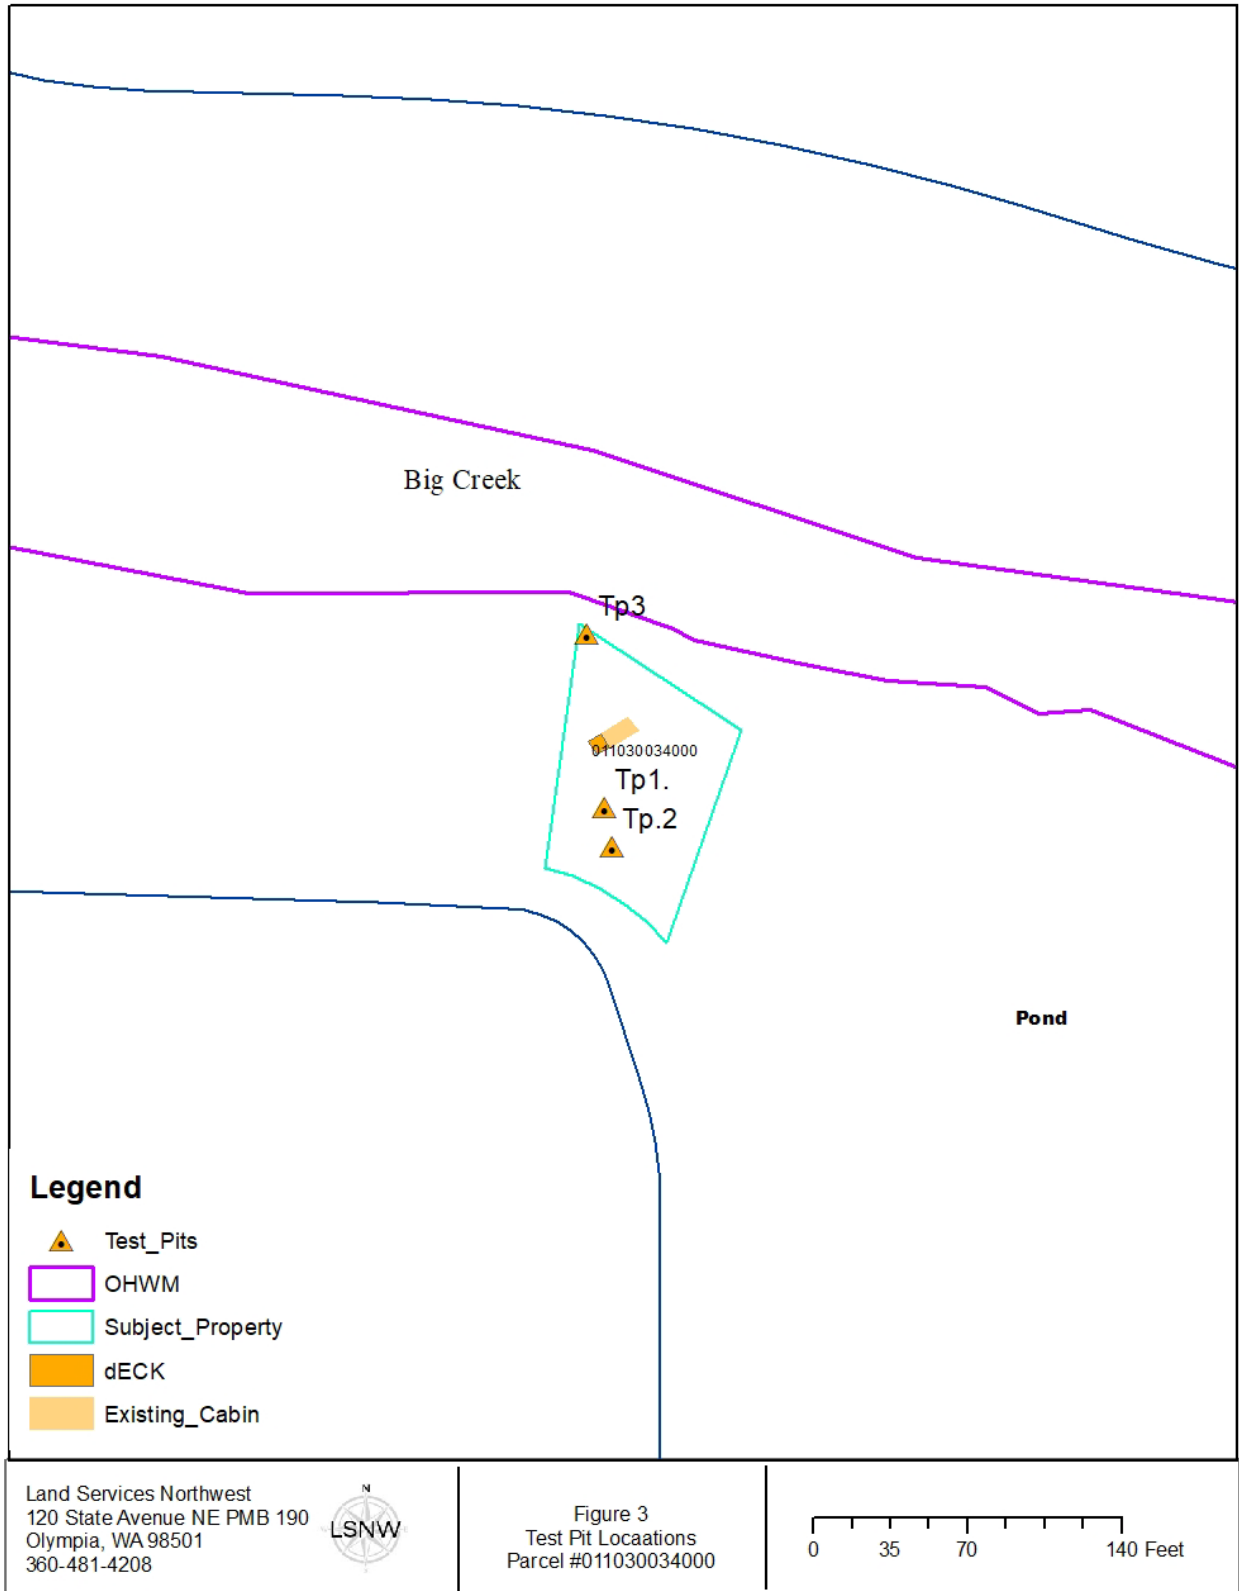 Big Creek
Tp3
011030034000
Tp1.
Tp.2
Pond
Legend
Test_Pits
OHWM
Subject_Property
dECK
Existing_Cabin
Land Services Northwest
120 State Avenue NE PMB 190
Olympia, WA 98501
360-481-4208
N
LSNW
Figure 3
Test Pit Locaations
Parcel #011030034000
0 35 70 140 Feet